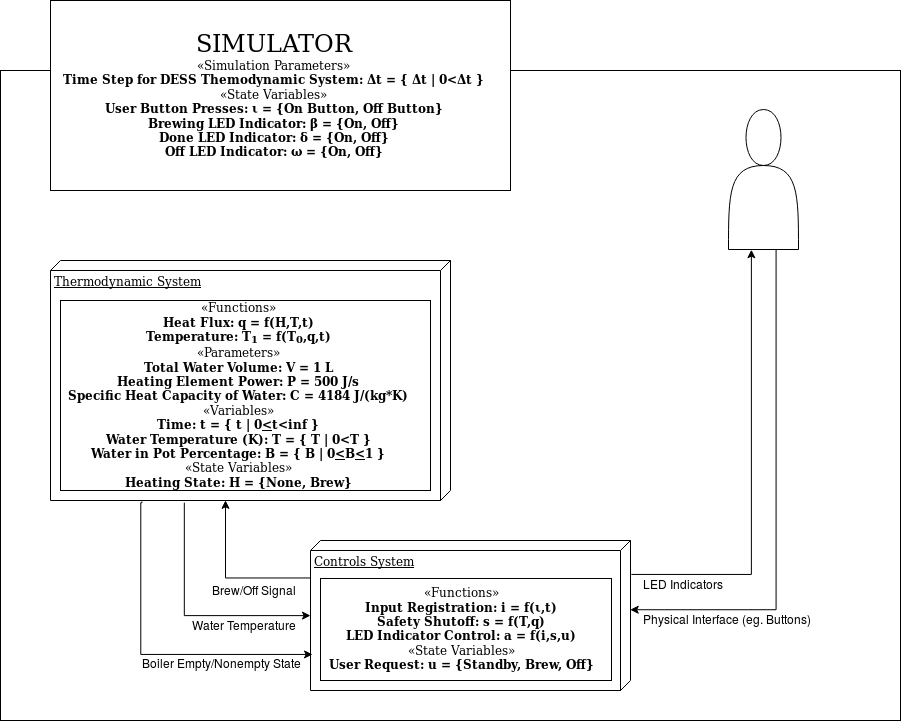 SIMULATOR
«Simulation Parameters»
Time Step for DESS Themodynamic System: Δt = { Δt | 0<Δt }
«State Variables»
User Button Presses: ι = {On Button, Off Button}
Brewing LED Indicator: β = {On, Off}
Done LED Indicator: δ = {On, Off}
Off LED Indicator: ω = {On, Off}
Thermodynamic System
«Functions»
Heat Flux: q = f(H,T,t)
Temperature: T₁ = f(T₀,q,t)
«Parameters»
Total Water Volume: V = 1 L
Heating Element Power: P = 500 J/s
Specific Heat Capacity of Water: C = 4184 J/(kg*K)
«Variables»
Time: t = { t | 0≤t<inf }
Water Temperature (K): T = { T | 0<T }
Water in Pot Percentage: B = { B | 0≤B≤1 }
«State Variables»
Heating State: H = {None, Brew}
Brew/Off Signal
Water Temperature
Boiler Empty/Nonempty State
Controls System
«Functions»
Input Registration: i = f(ι,t)
Safety Shutoff: s = f(T,q)
LED Indicator Control: a = f(i,s,u)
«State Variables»
User Request: u = {Standby, Brew, Off}
LED Indicators
Physical Interface (eg. Buttons)